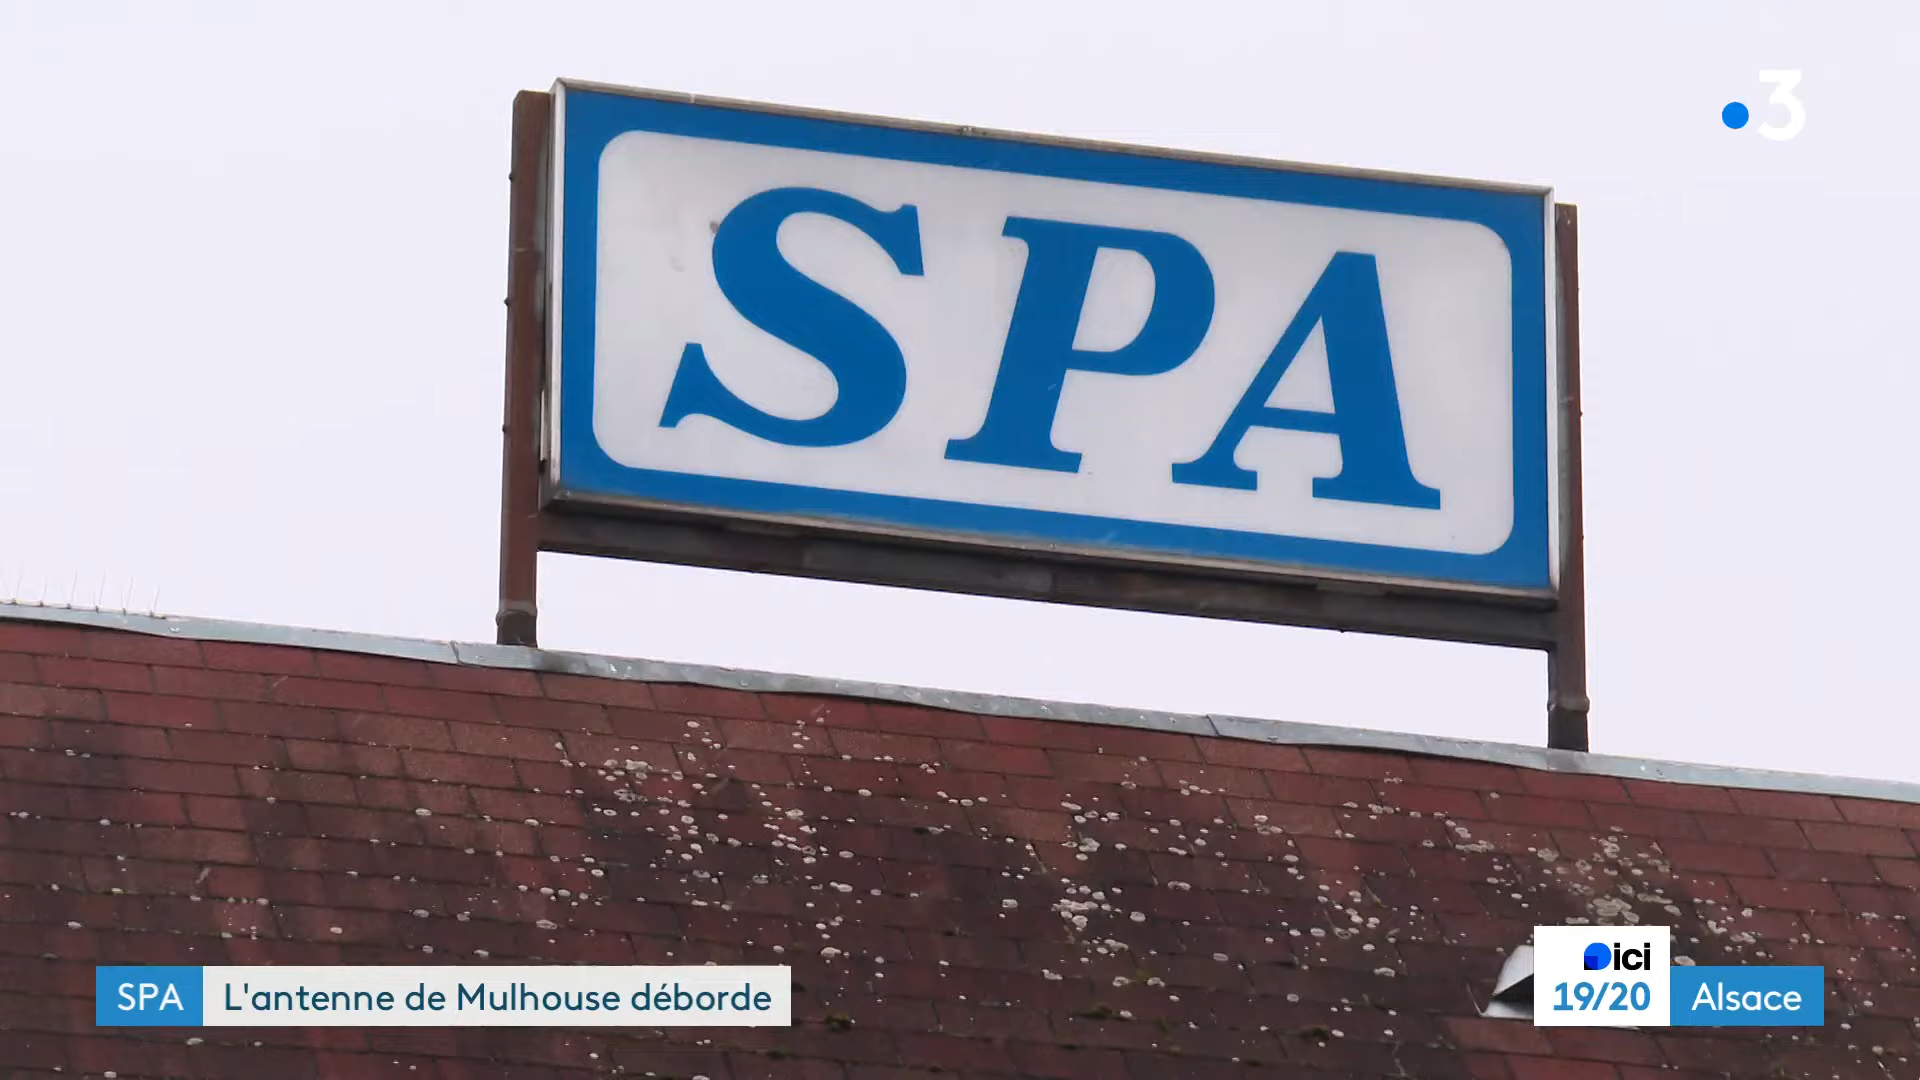 3
SPA
SPA
L'antenne de Mulhouse déborde
ici
19/20
Alsace